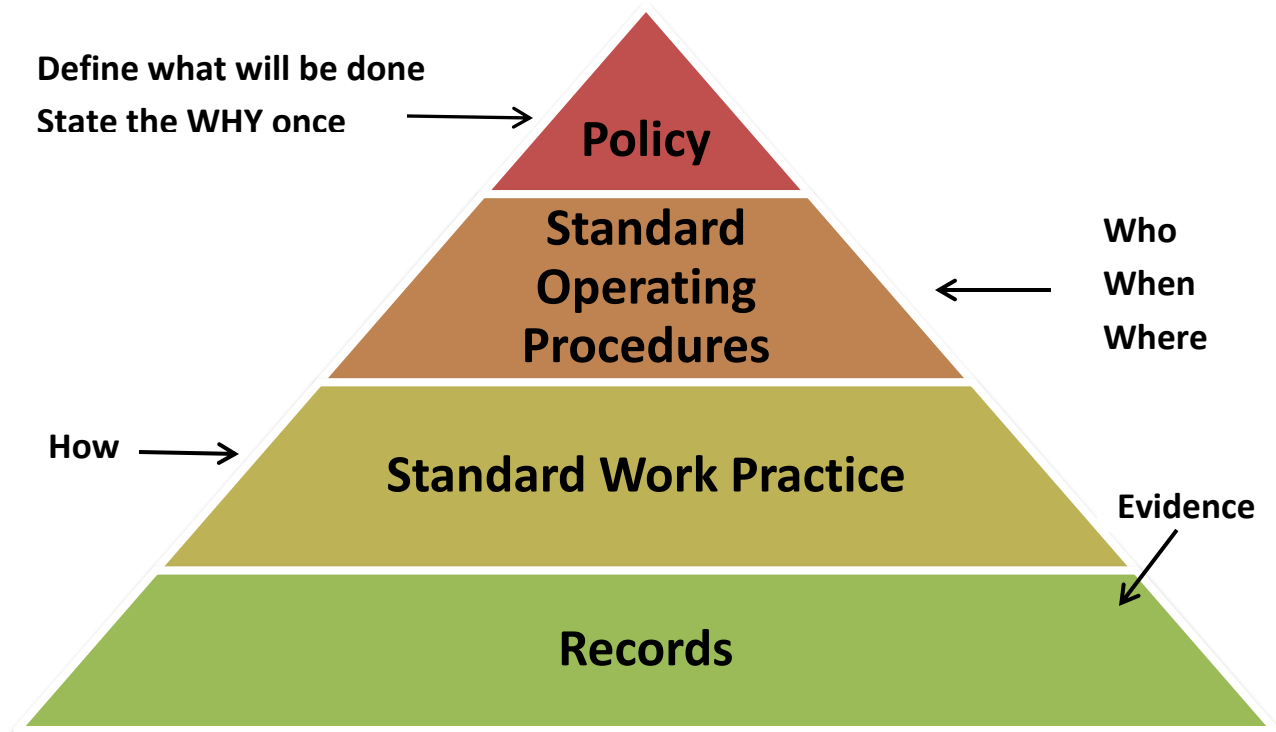 Define what will be done
State the WHY once
Policy
Standard
Operating
Procedures
Who
When
Where
How
Standard Work Practice
Evidence
Records